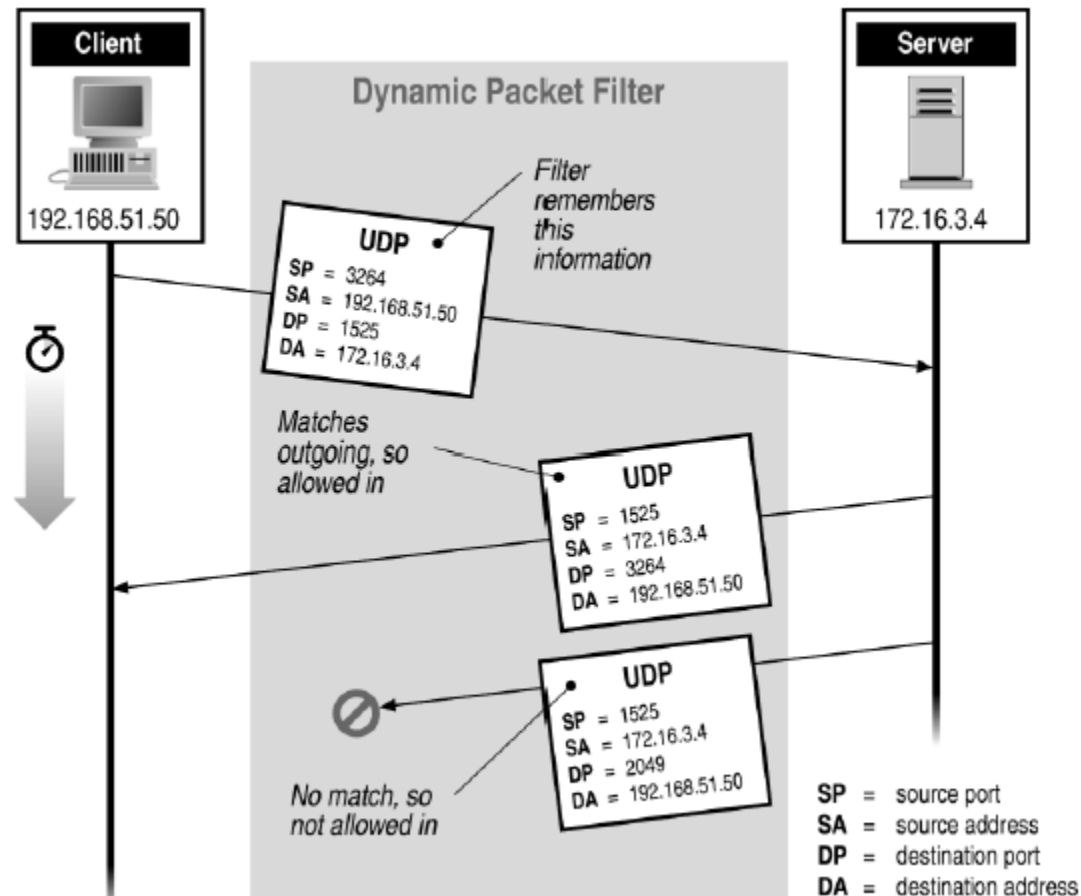 Client
192.168.51.50
Server
172.16.3.4
Dynamic Packet Filter
Filter
remembers
this
information
UDP
SP = 3264
SA = 192.168.51.50
DP = 1525
DA = 172.16.3.4
Matches
outgoing, so
allowed in
UDP
SP = 1525
SA = 172.16.3.4
DP = 3264
DA = 192.168.51.50
UDP
SP = 1525
SA = 172.16.3.4
DP = 2049
DA = 192.168.51.50
No match, so
not allowed in
SP = source port
SA = source address
DP = destination port
DA = destination address